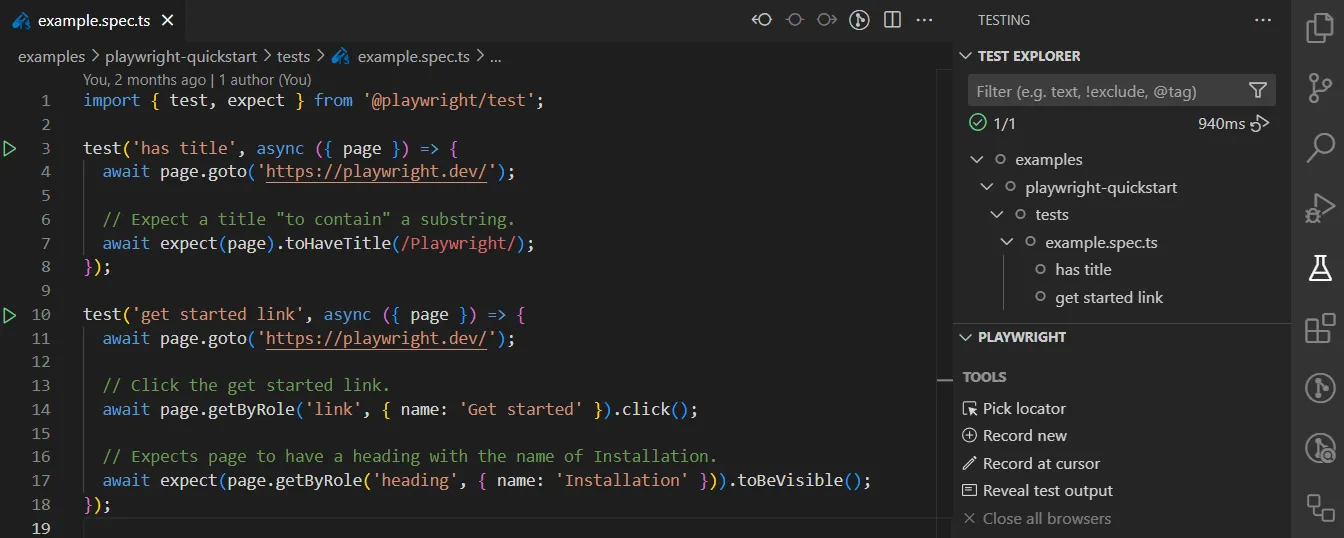 example.spec.ts
examples > playwright-quickstart > tests > example.spec.ts > ...
You, 2 months ago | 1 author (You)
1 import { test, expect } from '@playwright/test';
2
3 test('has title', async ({ page }) => {
4 await page.goto('https://playwright.dev/');
5
6 // Expect a title "to contain" a substring.
7 await expect(page).toHaveTitle(/Playwright/);
8 });
9
10 test('get started link', async ({ page }) => {
11 await page.goto('https://playwright.dev/');
12
13 // Click the get started link.
14 await page.getByRole('link', { name: 'Get started' }).click();
15
16 // Expects page to have a heading with the name of Installation.
17 await expect(page.getByRole('heading', { name: 'Installation' })).toBeVisible();
18 });
19
TESTING
TEST EXPLORER
Filter (e.g. text, !exclude, @tag)
1/1 940ms
examples
playwright-quickstart
tests
example.spec.ts
has title
get started link
PLAYWRIGHT
TOOLS
Pick locator
Record new
Record at cursor
Reveal test output
Close all browsers